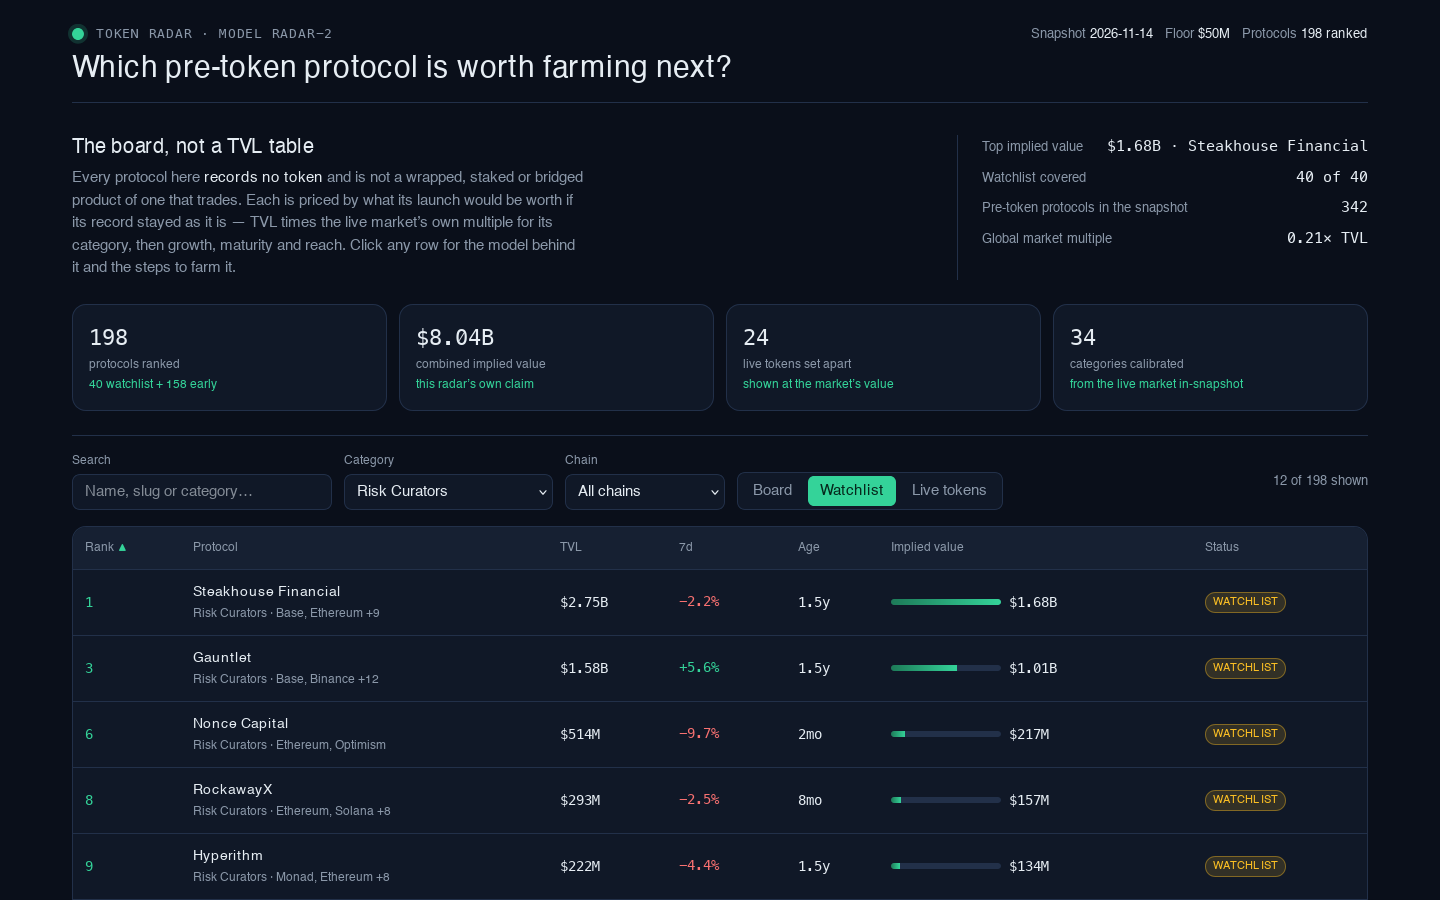 TOKEN RADAR · MODEL RADAR-2
Snapshot 2026-11-14 Floor $50M Protocols 198 ranked
Which pre-token protocol is worth farming next?
The board, not a TVL table
Every protocol here records no token and is not a wrapped, staked or bridged
product of one that trades. Each is priced by what its launch would be worth if
its record stayed as it is — TVL times the live market's own multiple for its
category, then growth, maturity and reach. Click any row for the model behind
it and the steps to farm it.
Top implied value $1.68B · Steakhouse Financial
Watchlist covered 40 of 40
Pre-token protocols in the snapshot 342
Global market multiple 0.21× TVL
198
protocols ranked
40 watchlist + 158 early
$8.04B
combined implied value
this radar's own claim
24
live tokens set apart
shown at the market's value
34
categories calibrated
from the live market in-snapshot
Search
Name, slug or category…
Category
Risk Curators
Chain
All chains
Board Watchlist Live tokens
12 of 198 shown
Rank ▲ Protocol TVL 7d Age Implied value Status
1 Steakhouse Financial $2.75B −2.2% 1.5y $1.68B WATCHLIST
Risk Curators · Base, Ethereum +9
3 Gauntlet $1.58B +5.6% 1.5y $1.01B WATCHLIST
Risk Curators · Base, Binance +12
6 Nonce Capital $514M −9.7% 2mo $217M WATCHLIST
Risk Curators · Ethereum, Optimism
8 RockawayX $293M −2.5% 8mo $157M WATCHLIST
Risk Curators · Ethereum, Solana +8
9 Hyperithm $222M −4.4% 1.5y $134M WATCHLIST
Risk Curators · Monad, Ethereum +8